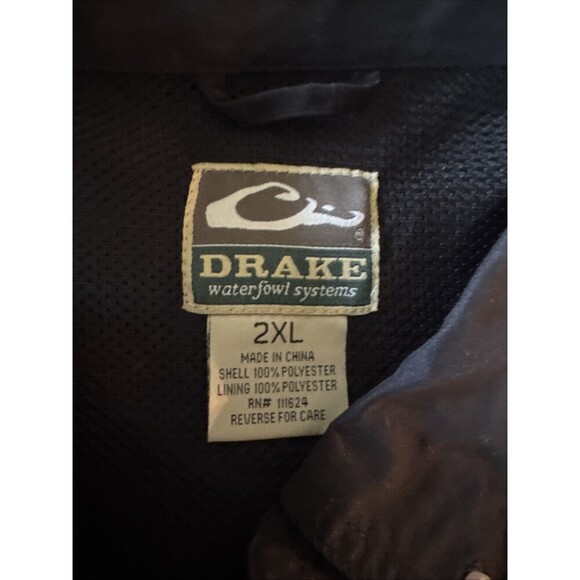 ®
DRAKE
waterfowl systems
2XL
MADE IN CHINA
SHELL 100% POLYESTER
LINING 100% POLYESTER
RN# 111624
REVERSE FOR CARE